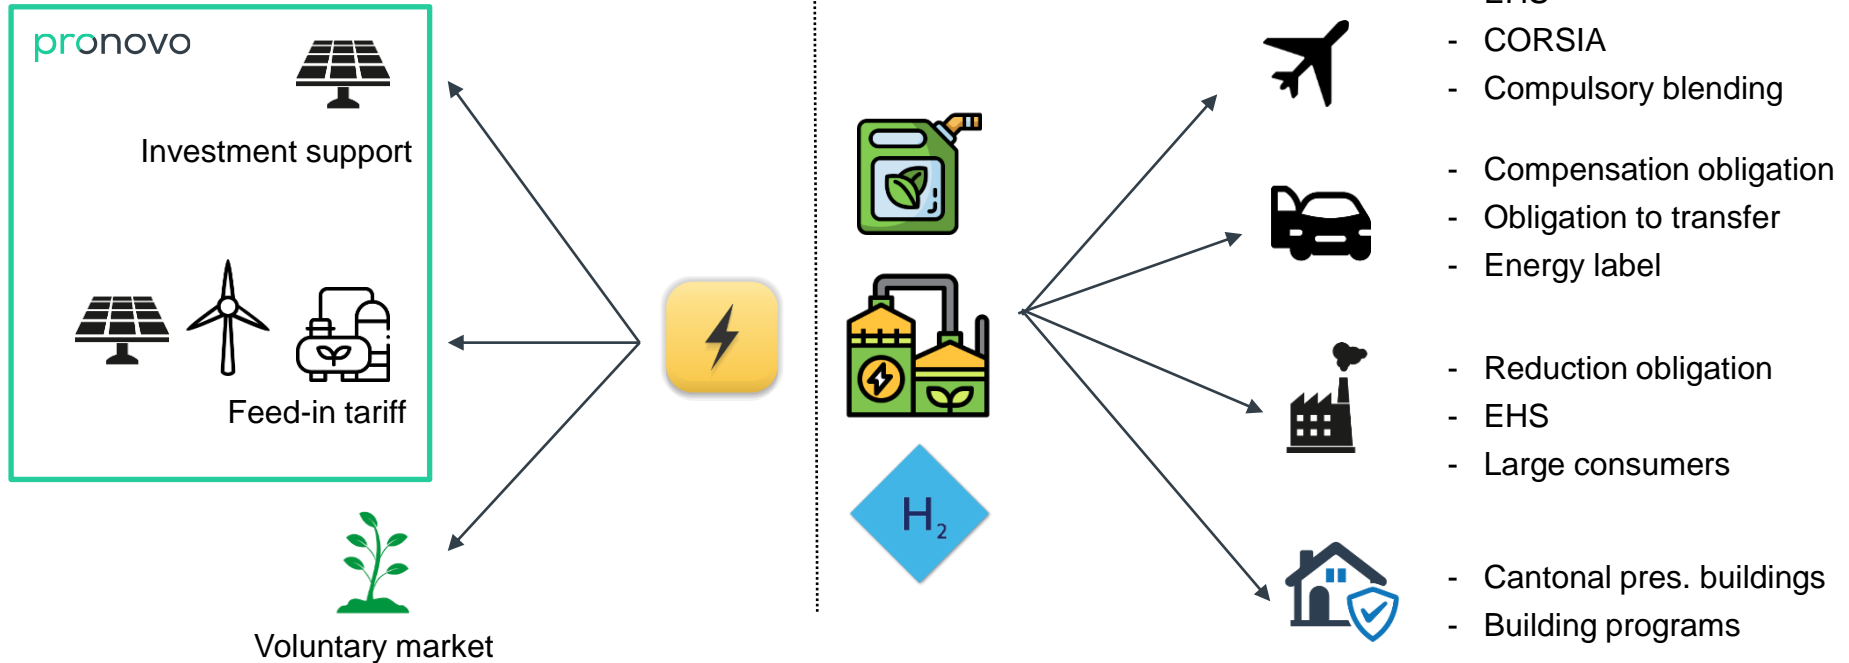 pronovo
Investment support
Feed-in tariff
Voluntary market
H2
- CORSIA
- Compulsory blending
- Compensation obligation
- Obligation to transfer
- Energy label
- Reduction obligation
- EHS
- Large consumers
- Cantonal pres. buildings
- Building programs